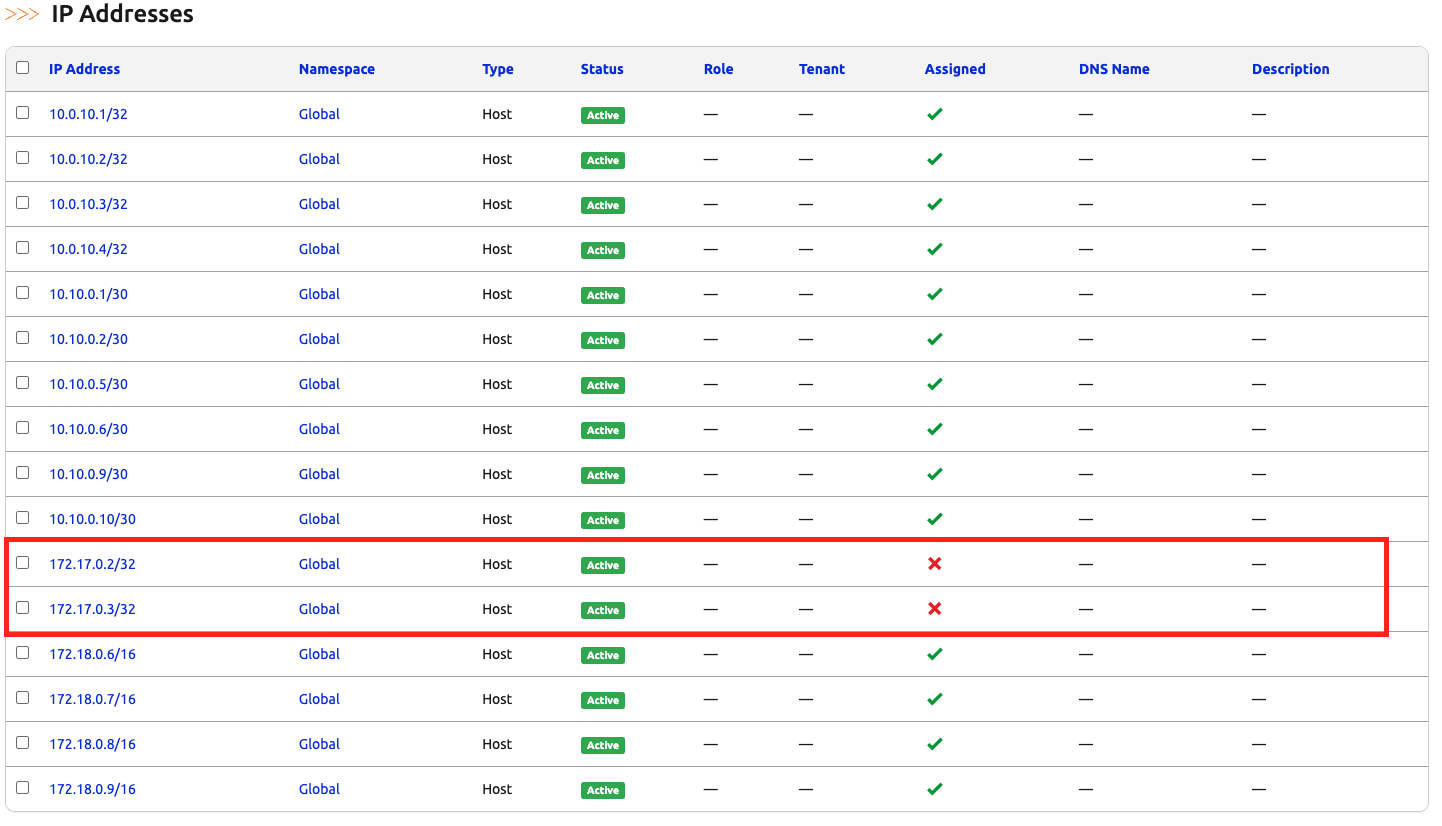 >>> IP Addresses
IP Address Namespace Type Status Role Tenant Assigned DNS Name Description
10.0.10.1/32 Global Host Active — — ✔ — —
10.0.10.2/32 Global Host Active — — ✔ — —
10.0.10.3/32 Global Host Active — — ✔ — —
10.0.10.4/32 Global Host Active — — ✔ — —
10.10.0.1/30 Global Host Active — — ✔ — —
10.10.0.2/30 Global Host Active — — ✔ — —
10.10.0.5/30 Global Host Active — — ✔ — —
10.10.0.6/30 Global Host Active — — ✔ — —
10.10.0.9/30 Global Host Active — — ✔ — —
10.10.0.10/30 Global Host Active — — ✔ — —
172.17.0.2/32 Global Host Active — — ✖ — —
172.17.0.3/32 Global Host Active — — ✖ — —
172.18.0.6/16 Global Host Active — — ✔ — —
172.18.0.7/16 Global Host Active — — ✔ — —
172.18.0.8/16 Global Host Active — — ✔ — —
172.18.0.9/16 Global Host Active — — ✔ — —